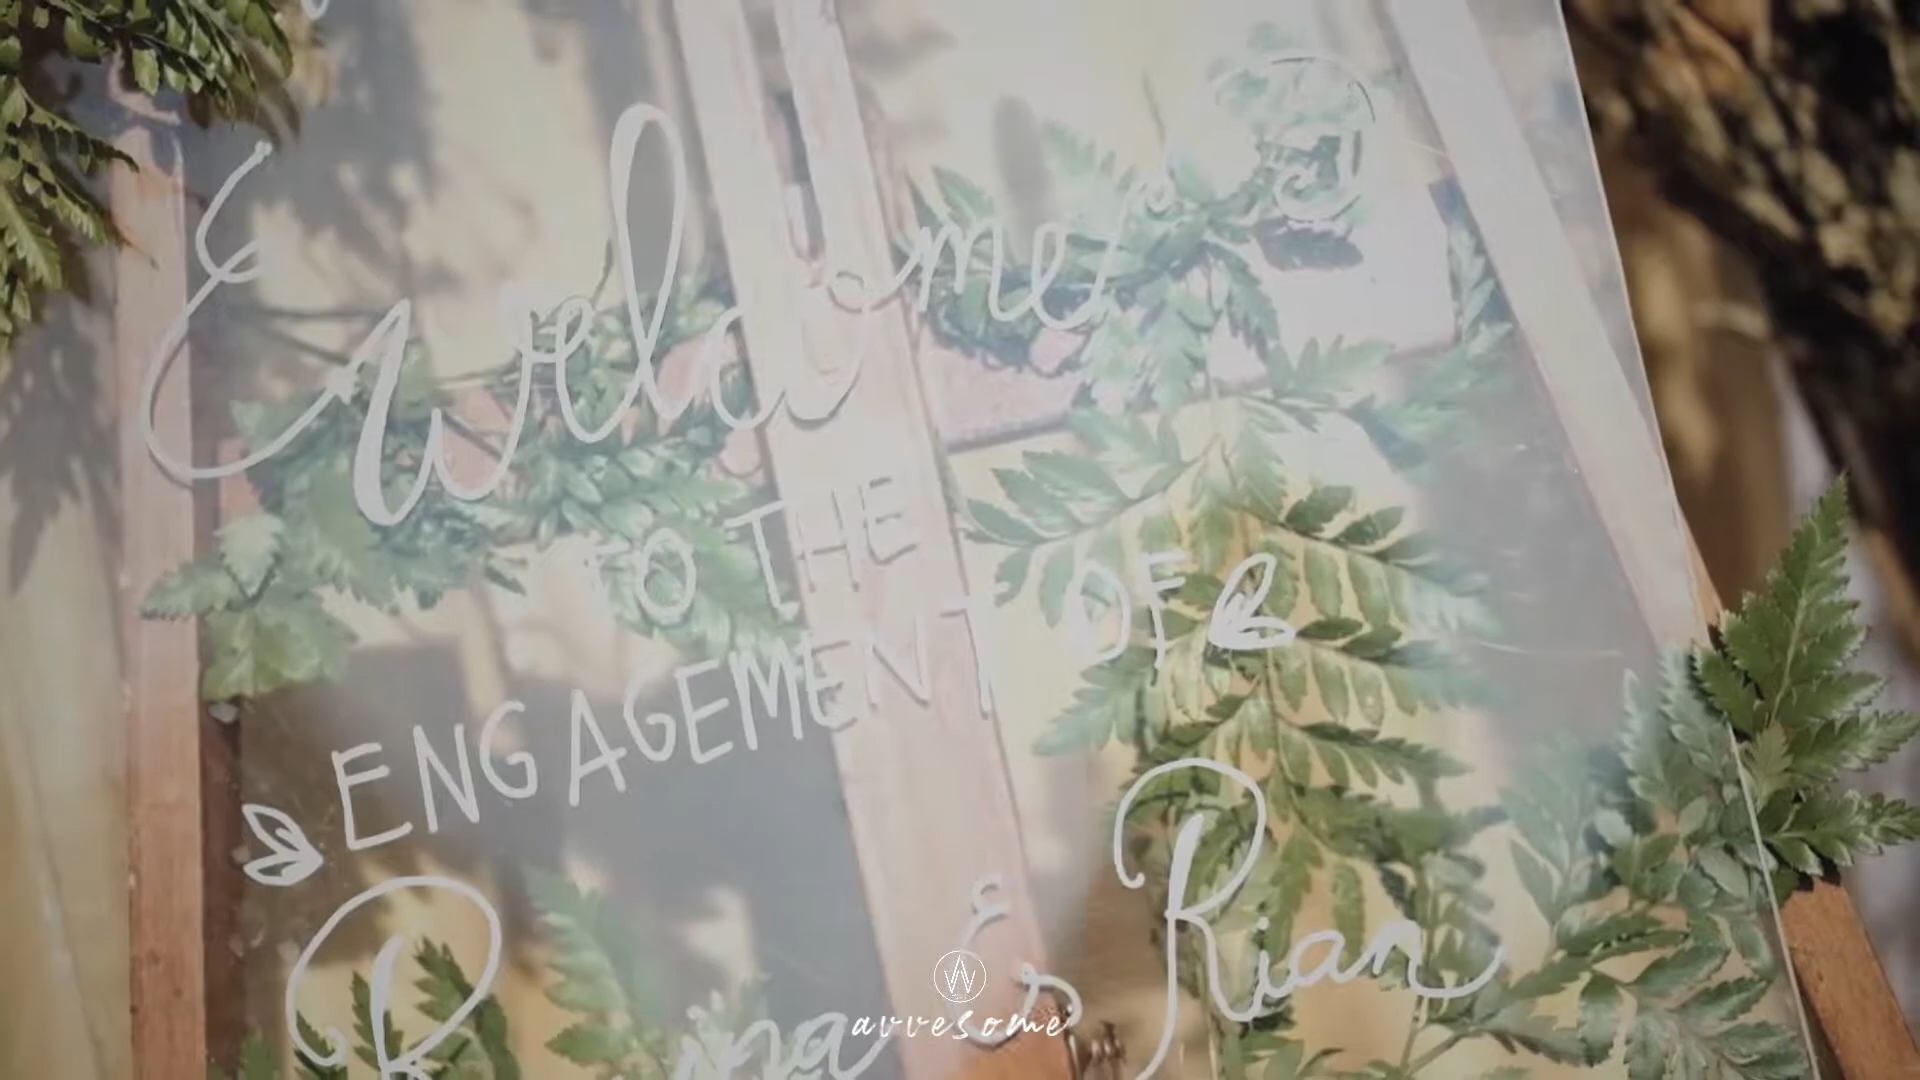 Welcome
TO THE
ENGAGEMENT OF
& Rian
avvesome